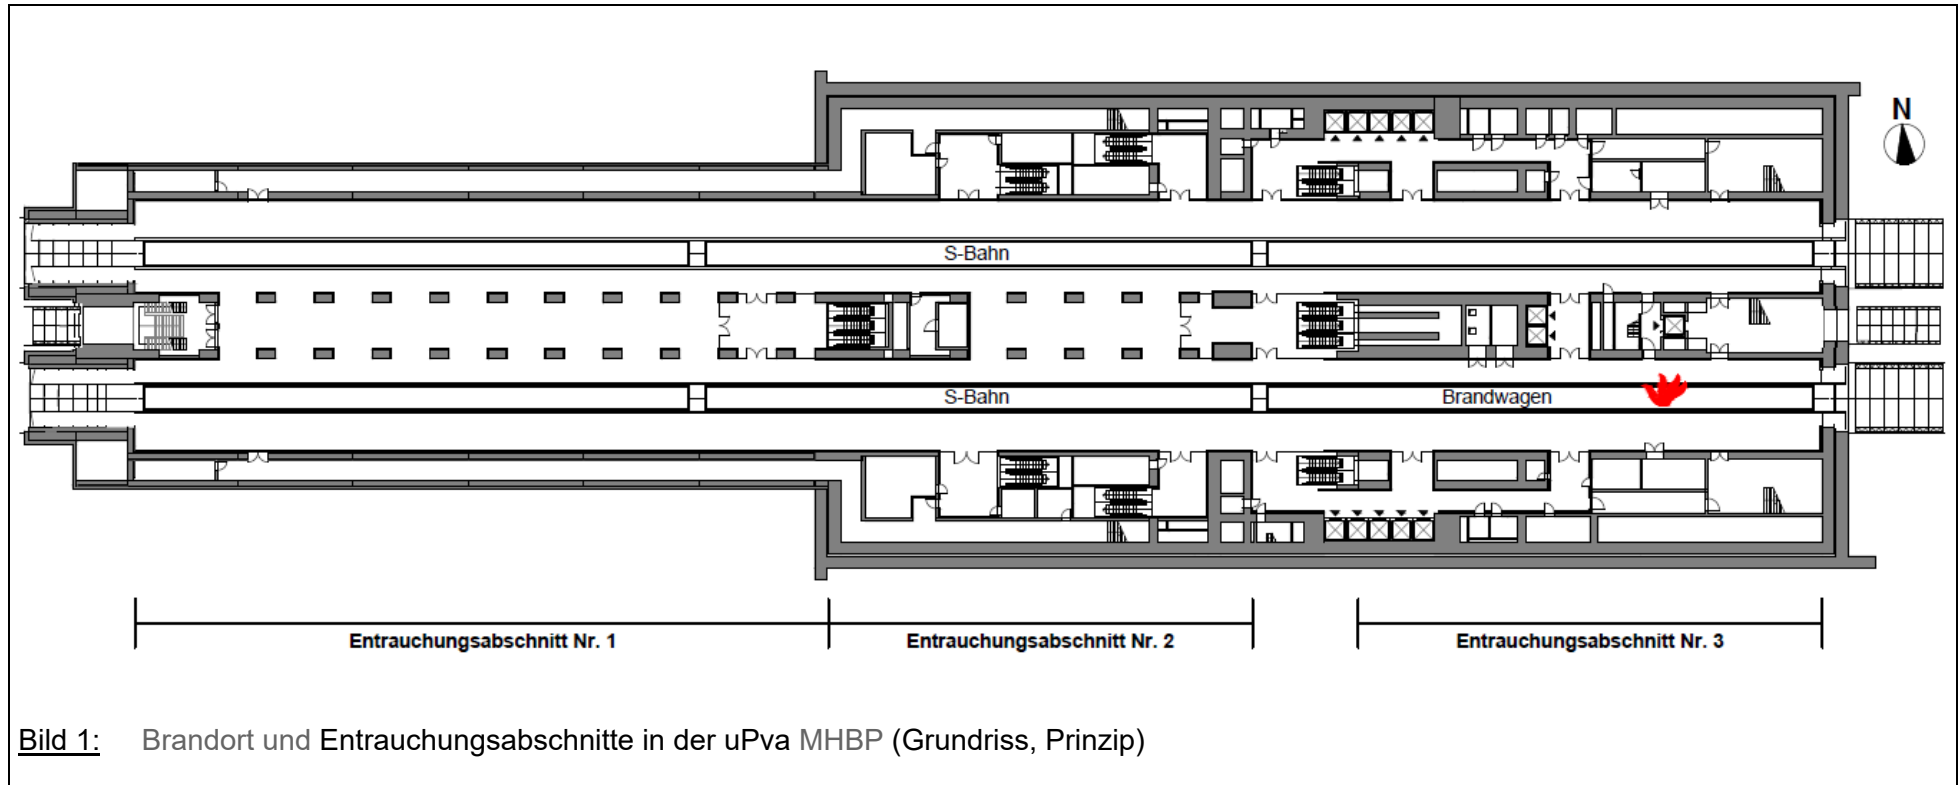 N
S-Bahn
S-Bahn
Brandwagen
Entrauchungsabschnitt Nr. 1
Entrauchungsabschnitt Nr. 2
Entrauchungsabschnitt Nr. 3
Bild 1: Brandort und Entrauchungsabschnitte in der uPva MHBP (Grundriss, Prinzip)